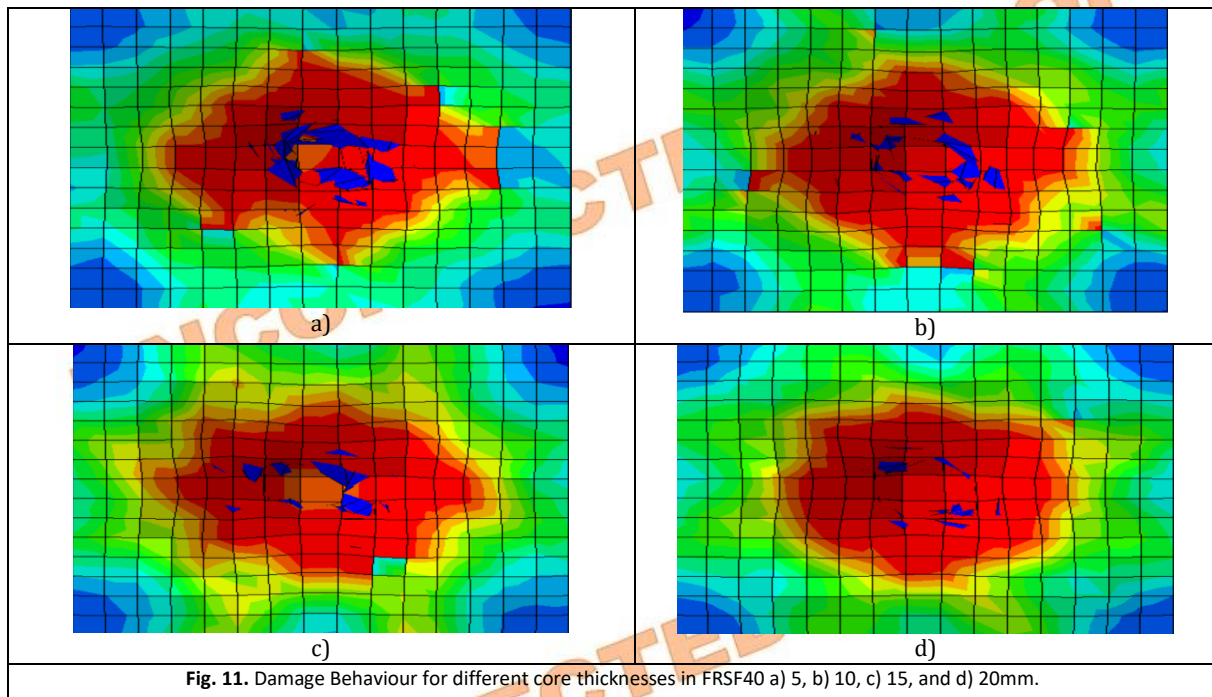 a)
b)
c)
d)
Fig. 11. Damage Behaviour for different core thicknesses in FRSF40 a) 5, b) 10, c) 15, and d) 20mm.